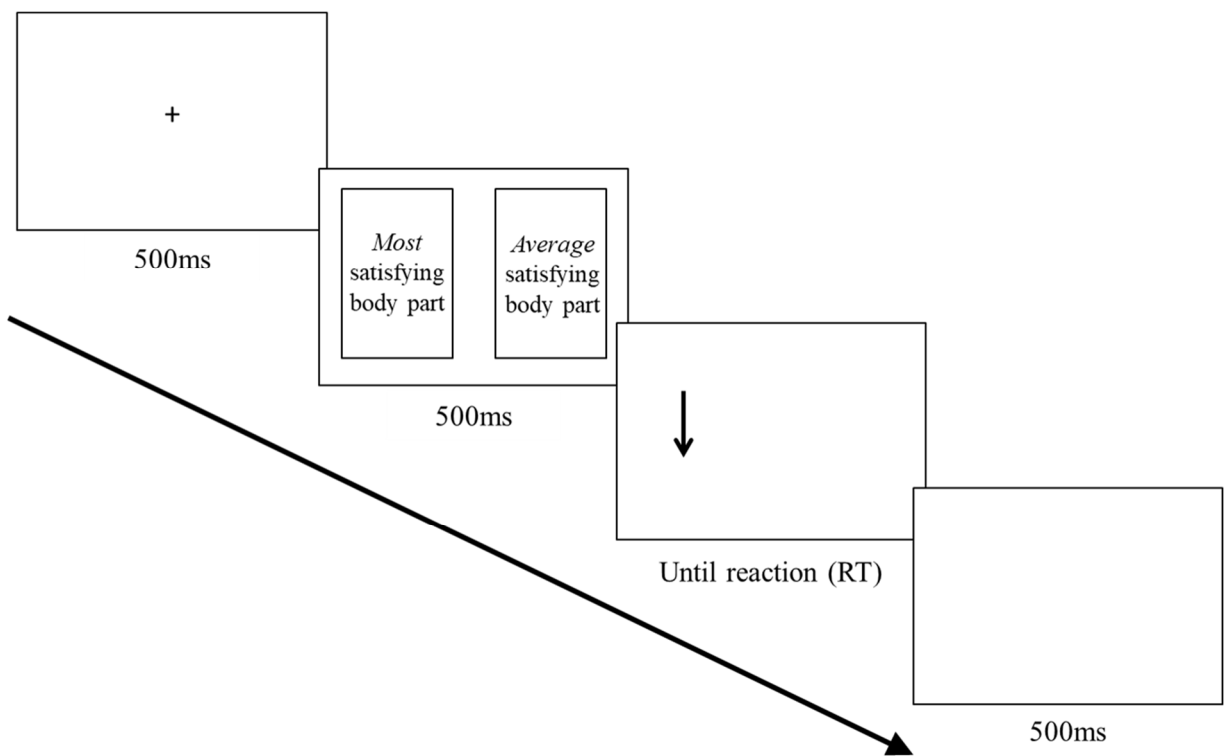 +
500ms
Most
satisfying
body part
Average
satisfying
body part
500ms
Until reaction (RT)
500ms